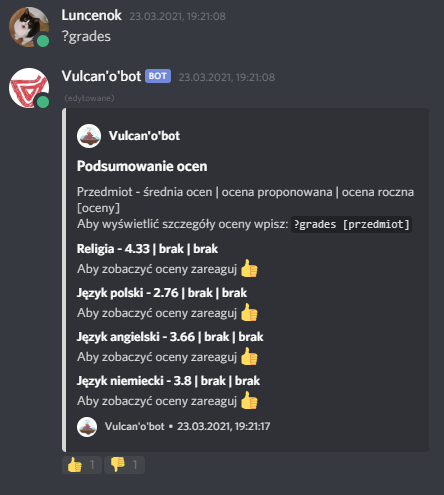 Luncenok 23.03.2021, 19:21:08
?grades
Vulcan'o'bot BOT 23.03.2021, 19:21:08
(edytowane)
Vulcan'o'bot
Podsumowanie ocen
Przedmiot - średnia ocen | ocena proponowana | ocena roczna
[oceny]
Aby wyświetlić szczegóły oceny wpisz: ?grades [przedmiot]
Religia - 4.33 | brak | brak
Aby zobaczyć oceny zareaguj 👍
Język polski - 2.76 | brak | brak
Aby zobaczyć oceny zareaguj 👍
Język angielski - 3.66 | brak | brak
Aby zobaczyć oceny zareaguj 👍
Język niemiecki - 3.8 | brak | brak
Aby zobaczyć oceny zareaguj 👍
Vulcan'o'bot • 23.03.2021, 19:21:17
👍 1 👎 1